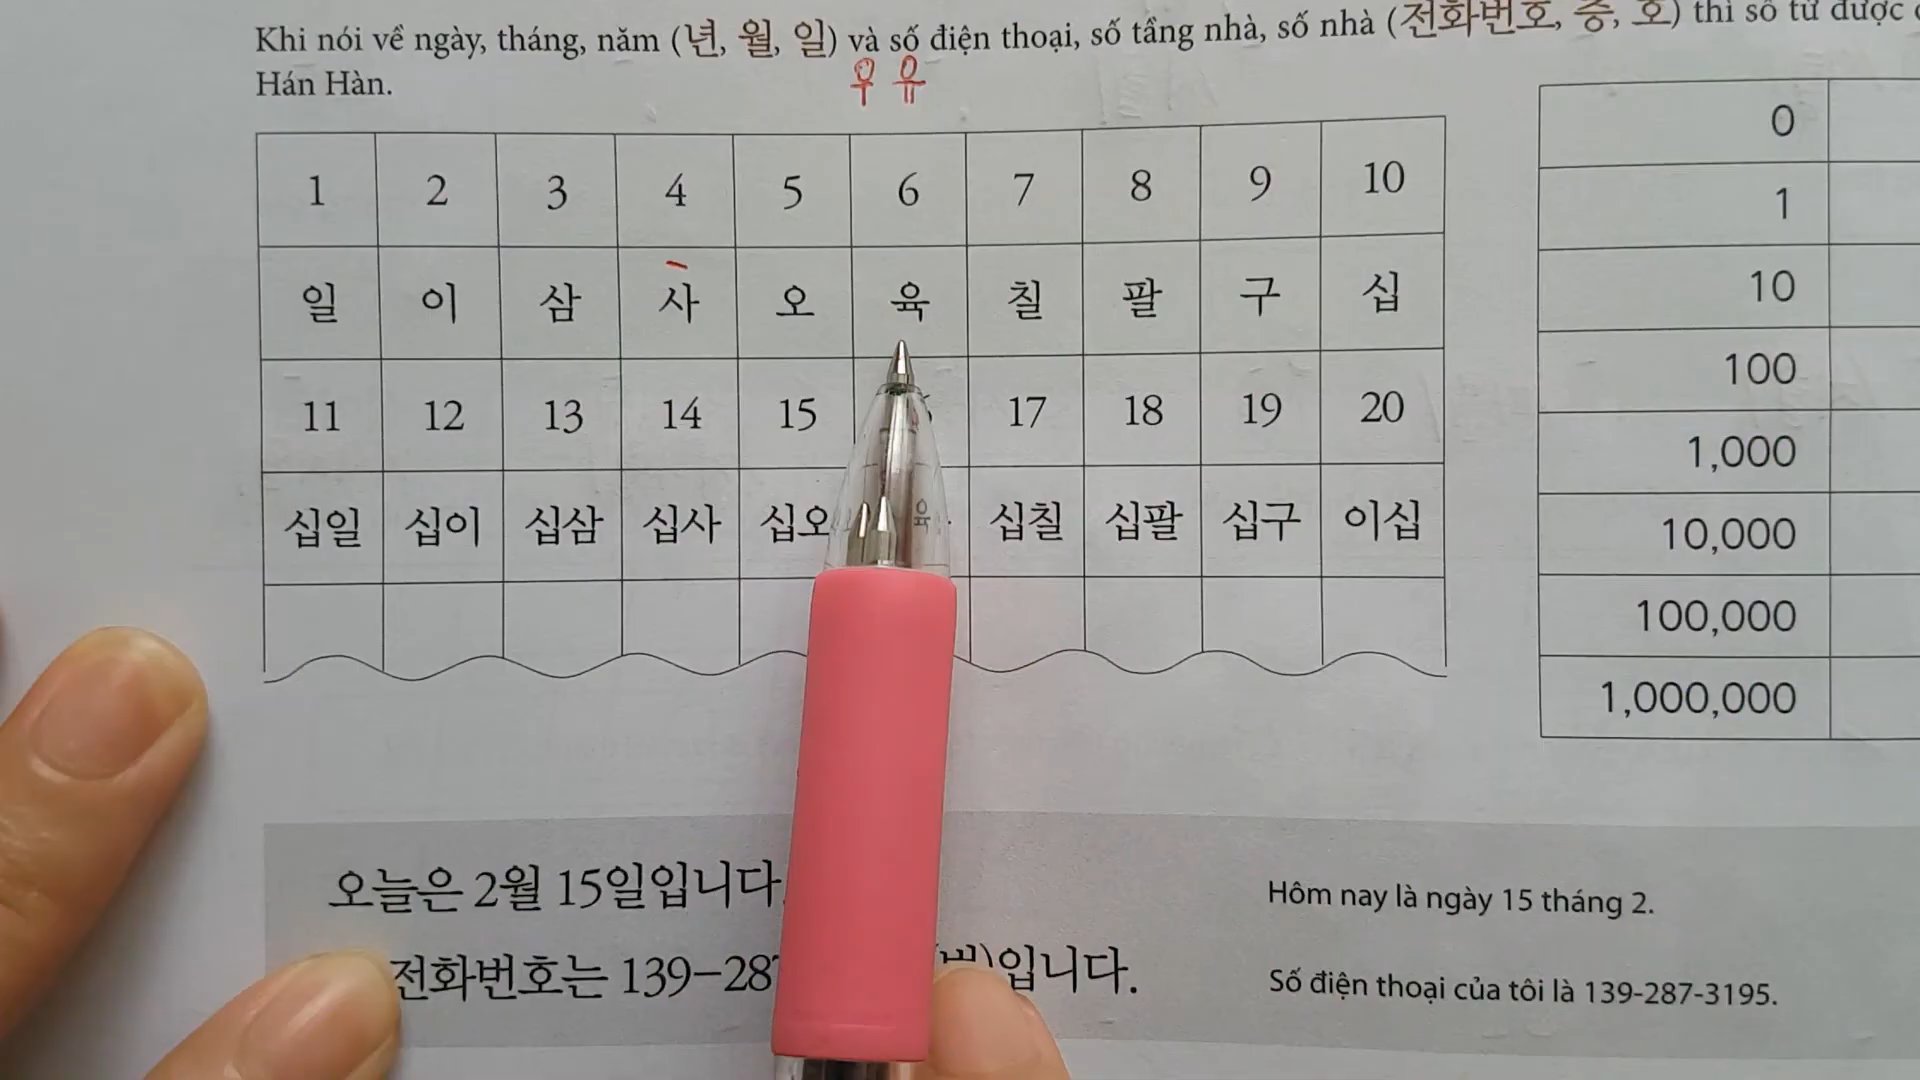 Khi nói về ngày, tháng, năm (년, 월, 일) và số điện thoại, số tầng nhà, số nhà (전화번호, 층, 호) thì số từ được
Hán Hàn.
우 유
1 2 3 4 5 6 7 8 9 10
일 이 삼 사 오 육 칠 팔 구 십
11 12 13 14 15 17 18 19 20
십일 십이 십삼 십사 십오 육 십칠 십팔 십구 이십
0
1
10
100
1,000
10,000
100,000
1,000,000
오늘은 2월 15일입니다.
Hôm nay là ngày 15 tháng 2.
전화번호는 139-287 입니다.
Số điện thoại của tôi là 139-287-3195.